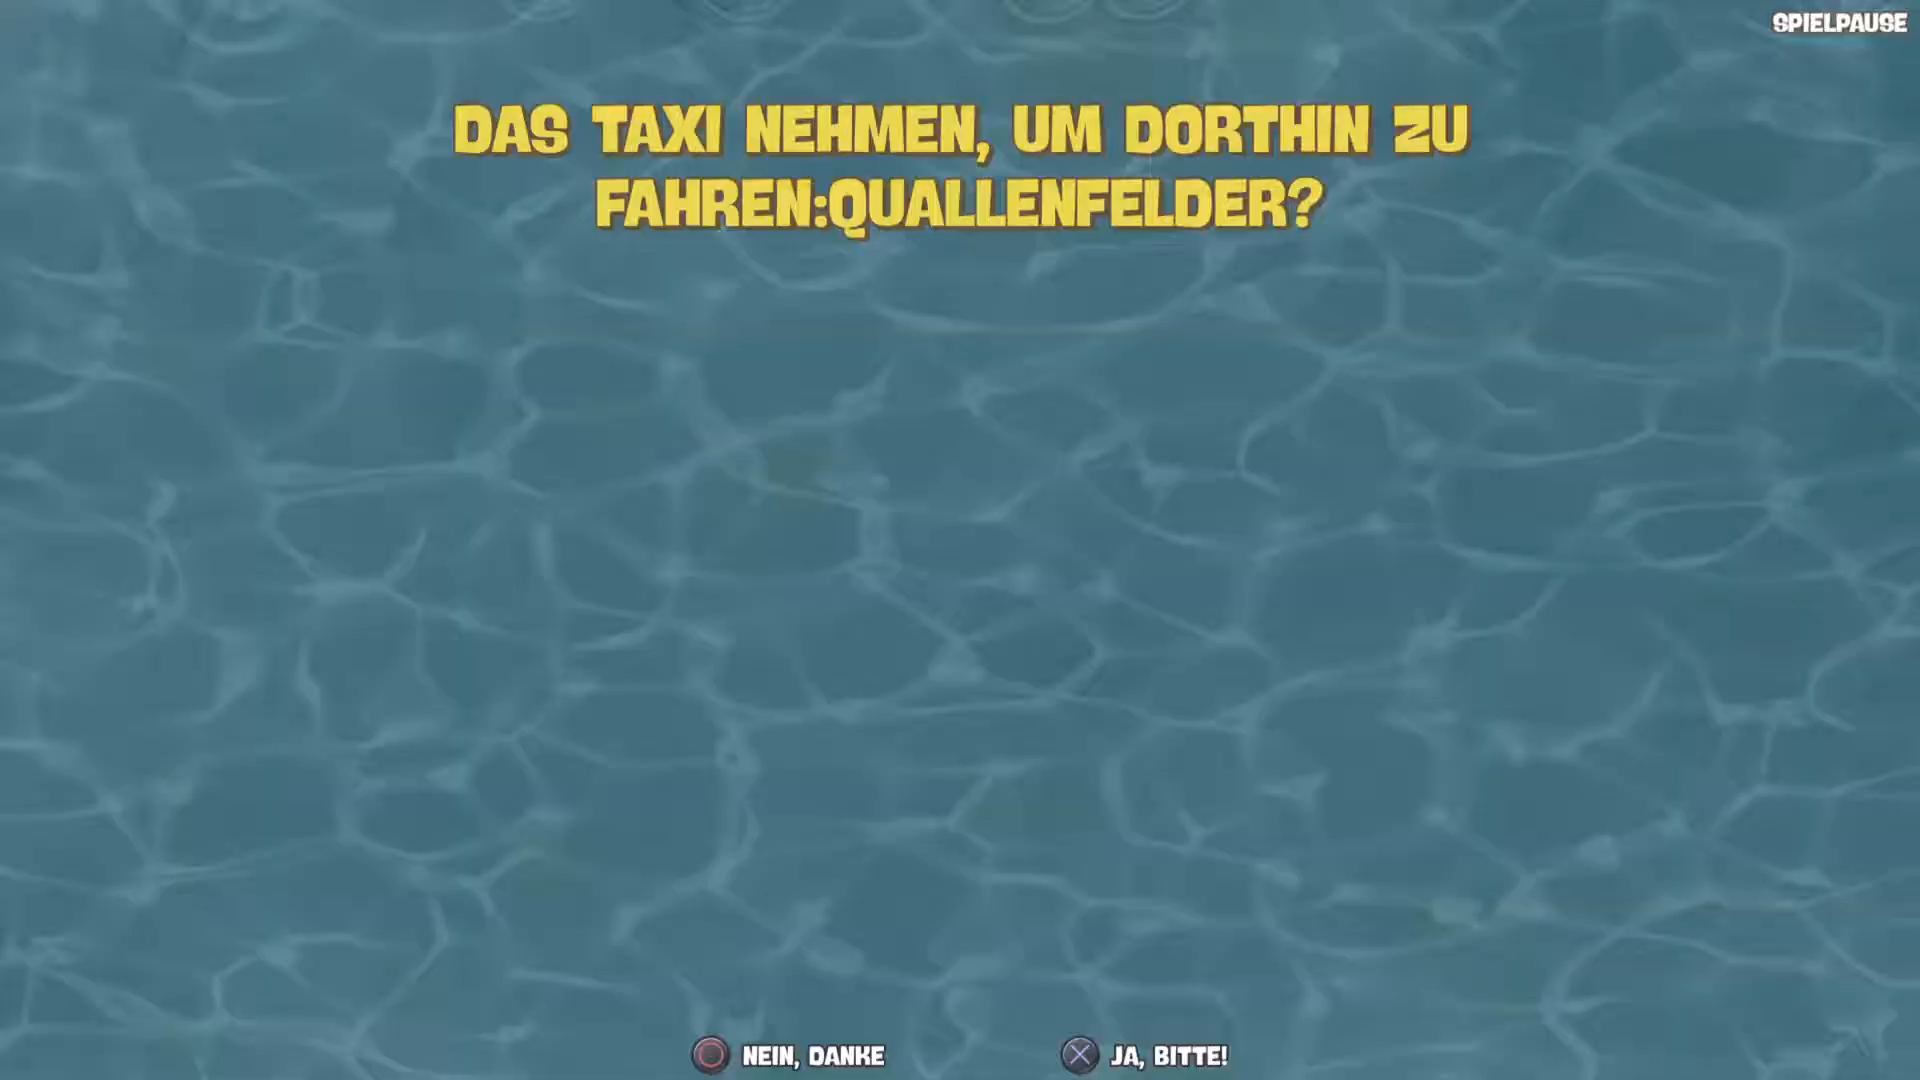 SPIELPAUSE
DAS TAXI NEHMEN, UM DORTHIN ZU
FAHREN:QUALLENFELDER?
NEIN, DANKE
JA, BITTE!